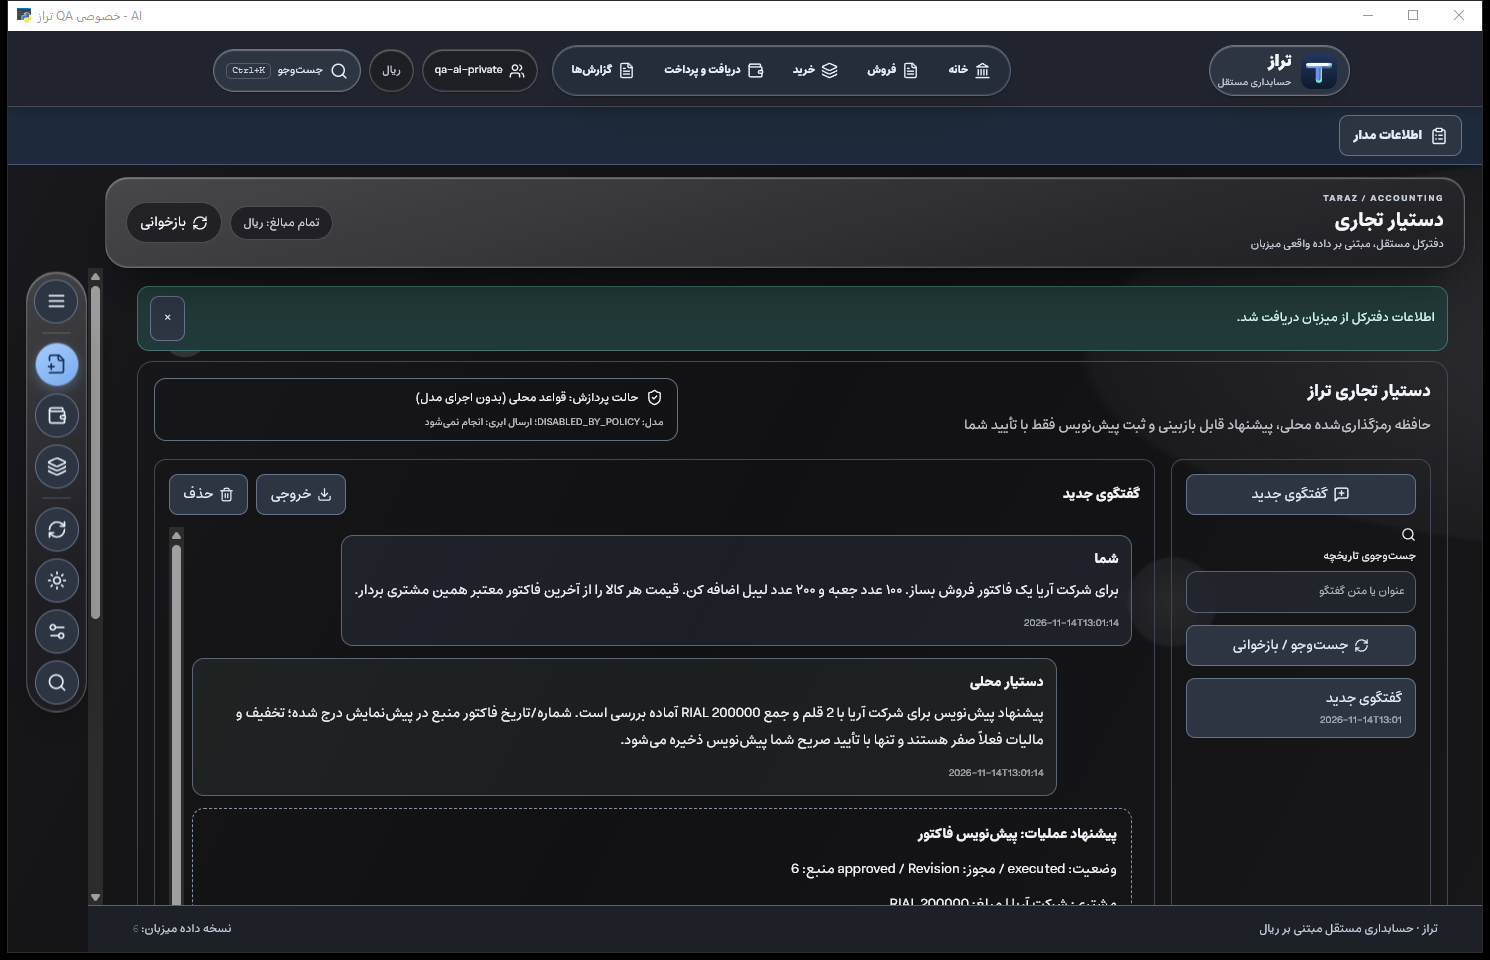 تراز QA خصوصی - AI
تراز
حسابداری مستقل
خانه
فروش
خرید
دریافت و پرداخت
گزارش‌ها
qa-ai-private
ریال
جست‌وجو Ctrl+K
اطلاعات مدار
TARAZ / ACCOUNTING
دستیار تجاری
دفترکل مستقل، مبتنی بر داده واقعی میزبان
تمام مبالغ: ریال
بازخوانی
اطلاعات دفترکل از میزبان دریافت شد.
×
دستیار تجاری تراز
حافظه رمزگذاری‌شده محلی، پیشنهاد قابل بازبینی و ثبت پیش‌نویس فقط با تأیید شما
حالت پردازش: قواعد محلی (بدون اجرای مدل)
مدل: DISABLED_BY_POLICY؛ ارسال ابری: انجام نمی‌شود
گفتگوی جدید
جست‌وجوی تاریخچه
عنوان یا متن گفتگو
جست‌وجو / بازخوانی
گفتگوی جدید
2026-11-14T13:01
گفتگوی جدید
خروجی
حذف
شما
برای شرکت آریا یک فاکتور فروش بساز. ۱۰۰ عدد جعبه و ۲۰۰ عدد لیبل اضافه کن. قیمت هر کالا را از آخرین فاکتور معتبر همین مشتری بردار.
2026-11-14T13:01:14
دستیار محلی
پیشنهاد پیش‌نویس برای شرکت آریا با 2 قلم و جمع 200000 RIAL آماده بررسی است. شماره/تاریخ فاکتور منبع در پیش‌نمایش درج شده؛ تخفیف و
مالیات فعلاً صفر هستند و تنها با تأیید صریح شما پیش‌نویس ذخیره می‌شود.
2026-11-14T13:01:14
پیشنهاد عملیات: پیش‌نویس فاکتور
وضعیت: executed / مجوز: approved / Revision منبع: 6
مشتری: شرکت آریا | مبلغ: 200000 RIAL
تراز · حسابداری مستقل مبتنی بر ریال
نسخه داده میزبان: 6